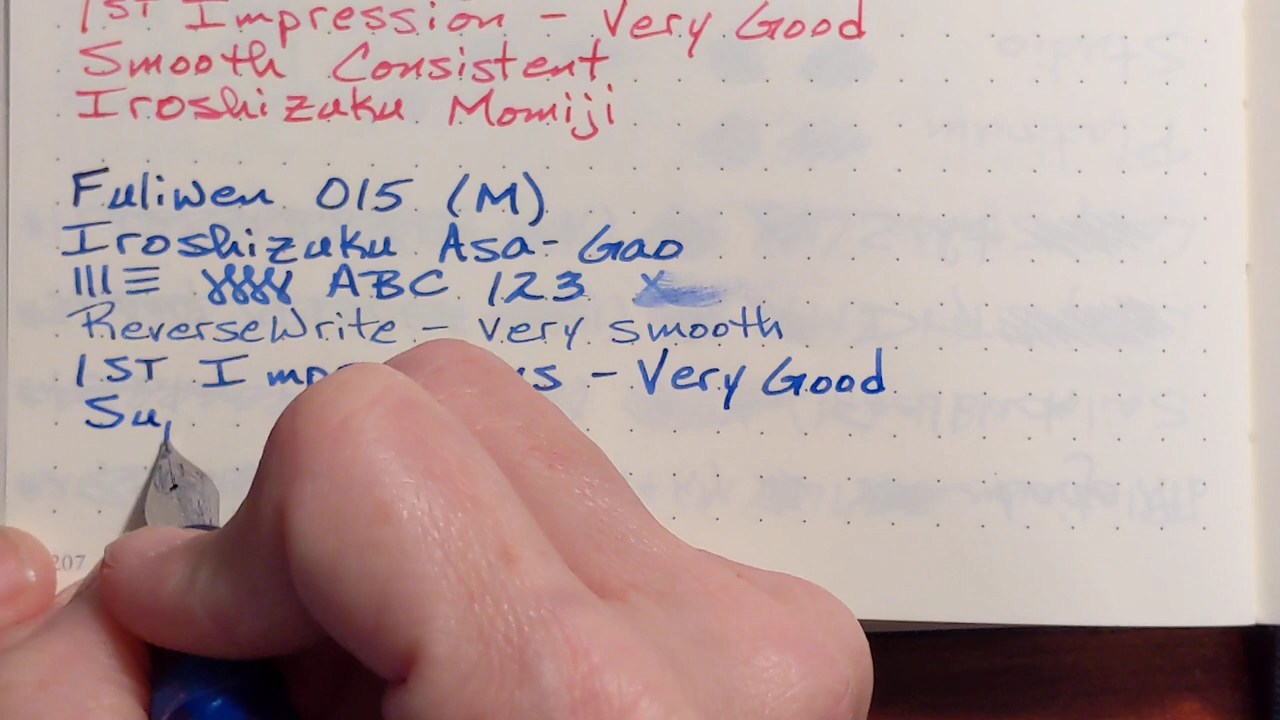 1ST Impression - Very Good
Smooth Consistent
Iroshizuku Momiji
Fuliwen 015 (M)
Iroshizuku Asa-Gao
ABC 123 X
ReverseWrite - very smooth
1ST - Very Good
Su
207